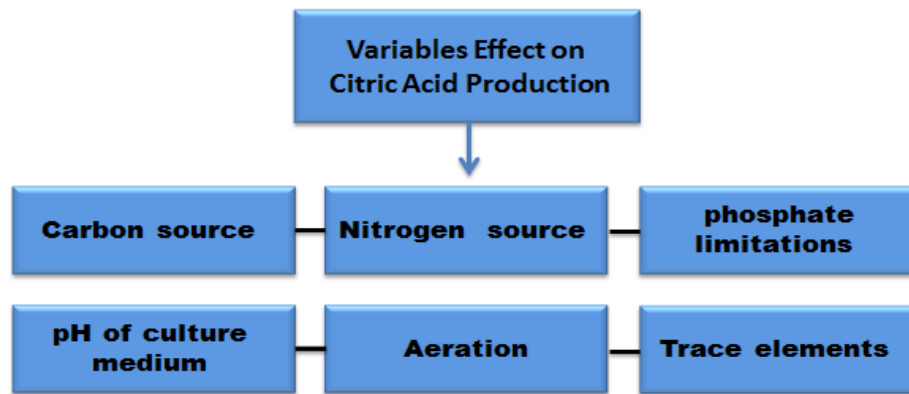 Variables Effect on
Citric Acid Production
Carbon source
Nitrogen source
phosphate
limitations
pH of culture
medium
Aeration
Trace elements